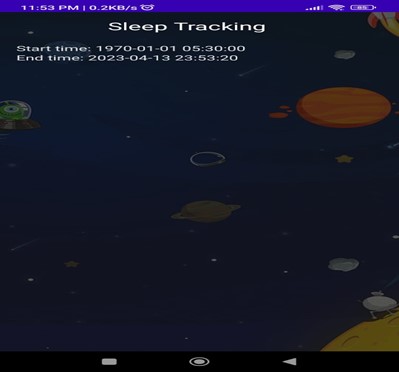 11:53 PM | 0.2KB/s
Sleep Tracking
Start time: 1970-01-01 05:30:00
End time: 2023-04-13 23:53:20